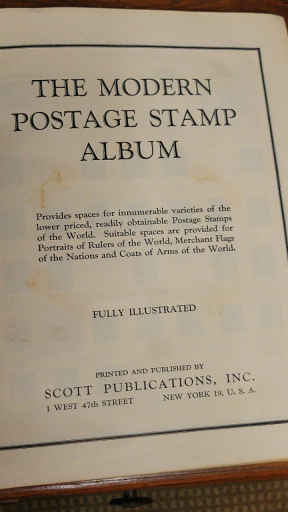 THE MODERN
POSTAGE STAMP
ALBUM
Provides spaces for innumerable varieties of the
lower priced, readily obtainable Postage Stamps
of the World. Suitable spaces are provided for
Portraits of Rulers of the World, Merchant Flags
of the Nations and Coats of Arms of the World.
FULLY ILLUSTRATED
PRINTED AND PUBLISHED BY
SCOTT PUBLICATIONS, INC.
1 WEST 47th STREET NEW YORK 19, U. S. A.